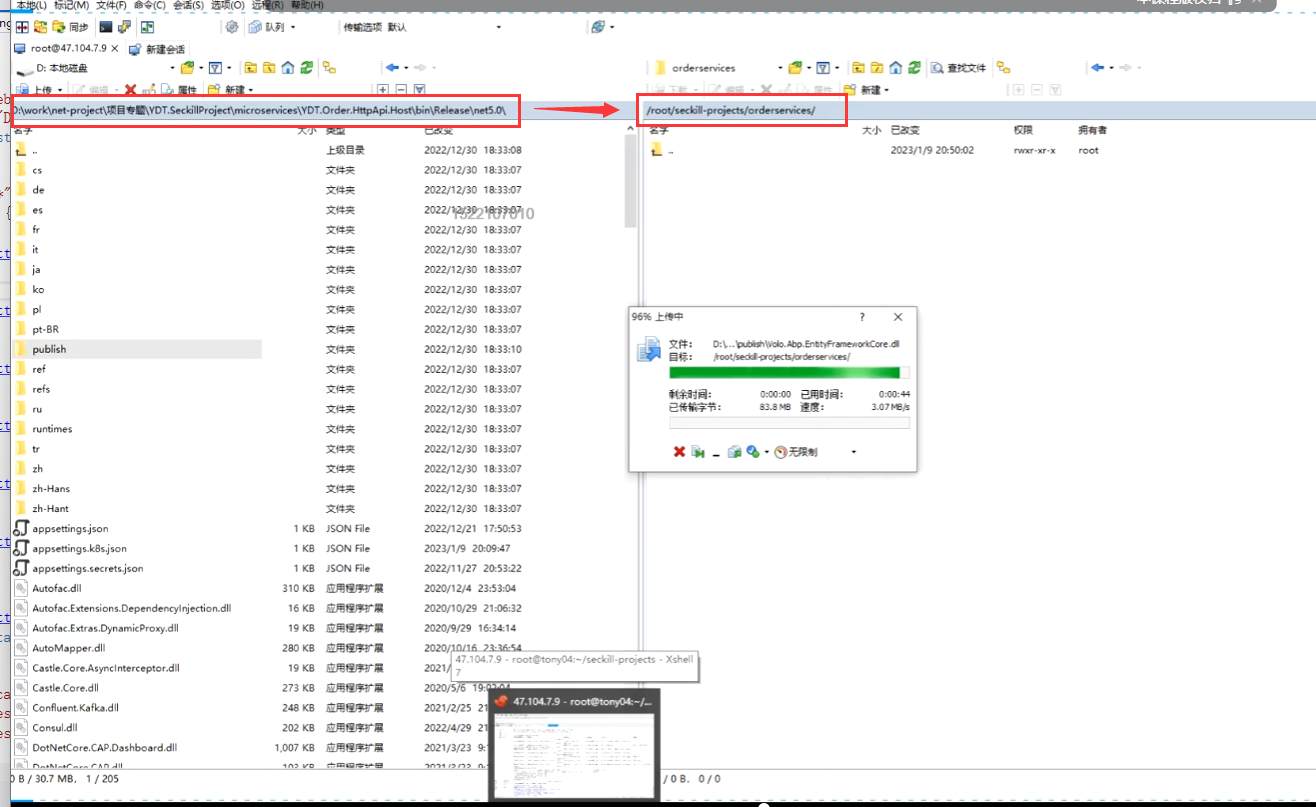 本地(L) 标记(M) 文件(F) 命令(C) 会话(S) 选项(O) 远程(R) 帮助(H)
同步 队列 传输选项 默认
root@47.104.7.9 × 新建会话
D: 本地磁盘 orderservices 查找文件
上传 编辑 属性 新建 下载 编辑 属性 新建
D:\work\net-project\项目专题\YDT.SeckillProject\microservices\YDT.Order.HttpApi.Host\bin\Release\net5.0\ /root/seckill-projects/orderservices/
名字 大小 类型 已改变 名字 大小 已改变 权限 拥有者
.. 上级目录 2022/12/30 18:33:08 .. 2023/1/9 20:50:02 rwxr-xr-x root
cs 文件夹 2022/12/30 18:33:07
de 文件夹 2022/12/30 18:33:07
es 文件夹 2022/12/30 18:33:07
1522107010
fr 文件夹 2022/12/30 18:33:07
it 文件夹 2022/12/30 18:33:07
ja 文件夹 2022/12/30 18:33:07
ko 文件夹 2022/12/30 18:33:07
pl 文件夹 2022/12/30 18:33:07
pt-BR 文件夹 2022/12/30 18:33:07
publish 文件夹 2022/12/30 18:33:10
ref 文件夹 2022/12/30 18:33:07
refs 文件夹 2022/12/30 18:33:07
ru 文件夹 2022/12/30 18:33:07
runtimes 文件夹 2022/12/30 18:33:07
tr 文件夹 2022/12/30 18:33:07
zh 文件夹 2022/12/30 18:33:07
zh-Hans 文件夹 2022/12/30 18:33:07
zh-Hant 文件夹 2022/12/30 18:33:07
appsettings.json 1 KB JSON File 2022/12/21 17:50:53
appsettings.k8s.json 1 KB JSON File 2023/1/9 20:09:47
appsettings.secrets.json 1 KB JSON File 2022/11/27 20:53:22
Autofac.dll 310 KB 应用程序扩展 2020/12/4 23:53:04
Autofac.Extensions.DependencyInjection.dll 16 KB 应用程序扩展 2020/10/29 21:06:32
Autofac.Extras.DynamicProxy.dll 19 KB 应用程序扩展 2020/9/29 16:34:14
AutoMapper.dll 280 KB 应用程序扩展 2020/10/16 23:36:54
Castle.Core.AsyncInterceptor.dll 19 KB 应用程序扩展 2021/
Castle.Core.dll 273 KB 应用程序扩展 2020/5/6 19:02:04
Confluent.Kafka.dll 248 KB 应用程序扩展 2021/2/25 21:
Consul.dll 202 KB 应用程序扩展 2022/4/29 21:
DotNetCore.CAP.Dashboard.dll 1,007 KB 应用程序扩展 2021/3/23 9:
DotNetCore.CAP.dll 103 KB 应用程序扩展 2021/3/23 9:
0 B / 30.7 MB, 1 / 205 / 0 B, 0 / 0
96% 上传中 ? ×
文件: D:\...\publish\Volo.Abp.EntityFrameworkCore.dll
目标: /root/seckill-projects/orderservices/
剩余时间: 0:00:00 已用时间: 0:00:44
已传输字节: 83.8 MB 速度: 3.07 MB/s
无限制
47.104.7.9 - root@tony04:~/seckill-projects - Xshell
7
47.104.7.9 - root@tony04:~/...